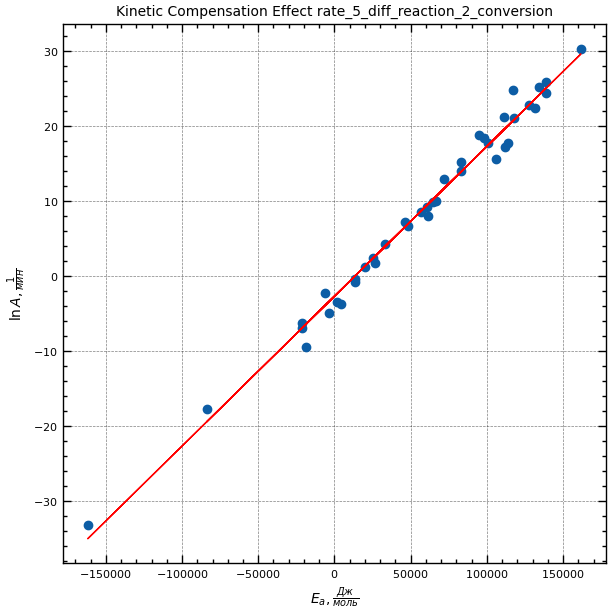 Kinetic Compensation Effect rate_5_diff_reaction_2_conversion
ln A, 1/мин
30
20
10
0
−10
−20
−30
−150000 −100000 −50000 0 50000 100000 150000
Eₐ, Дж/моль